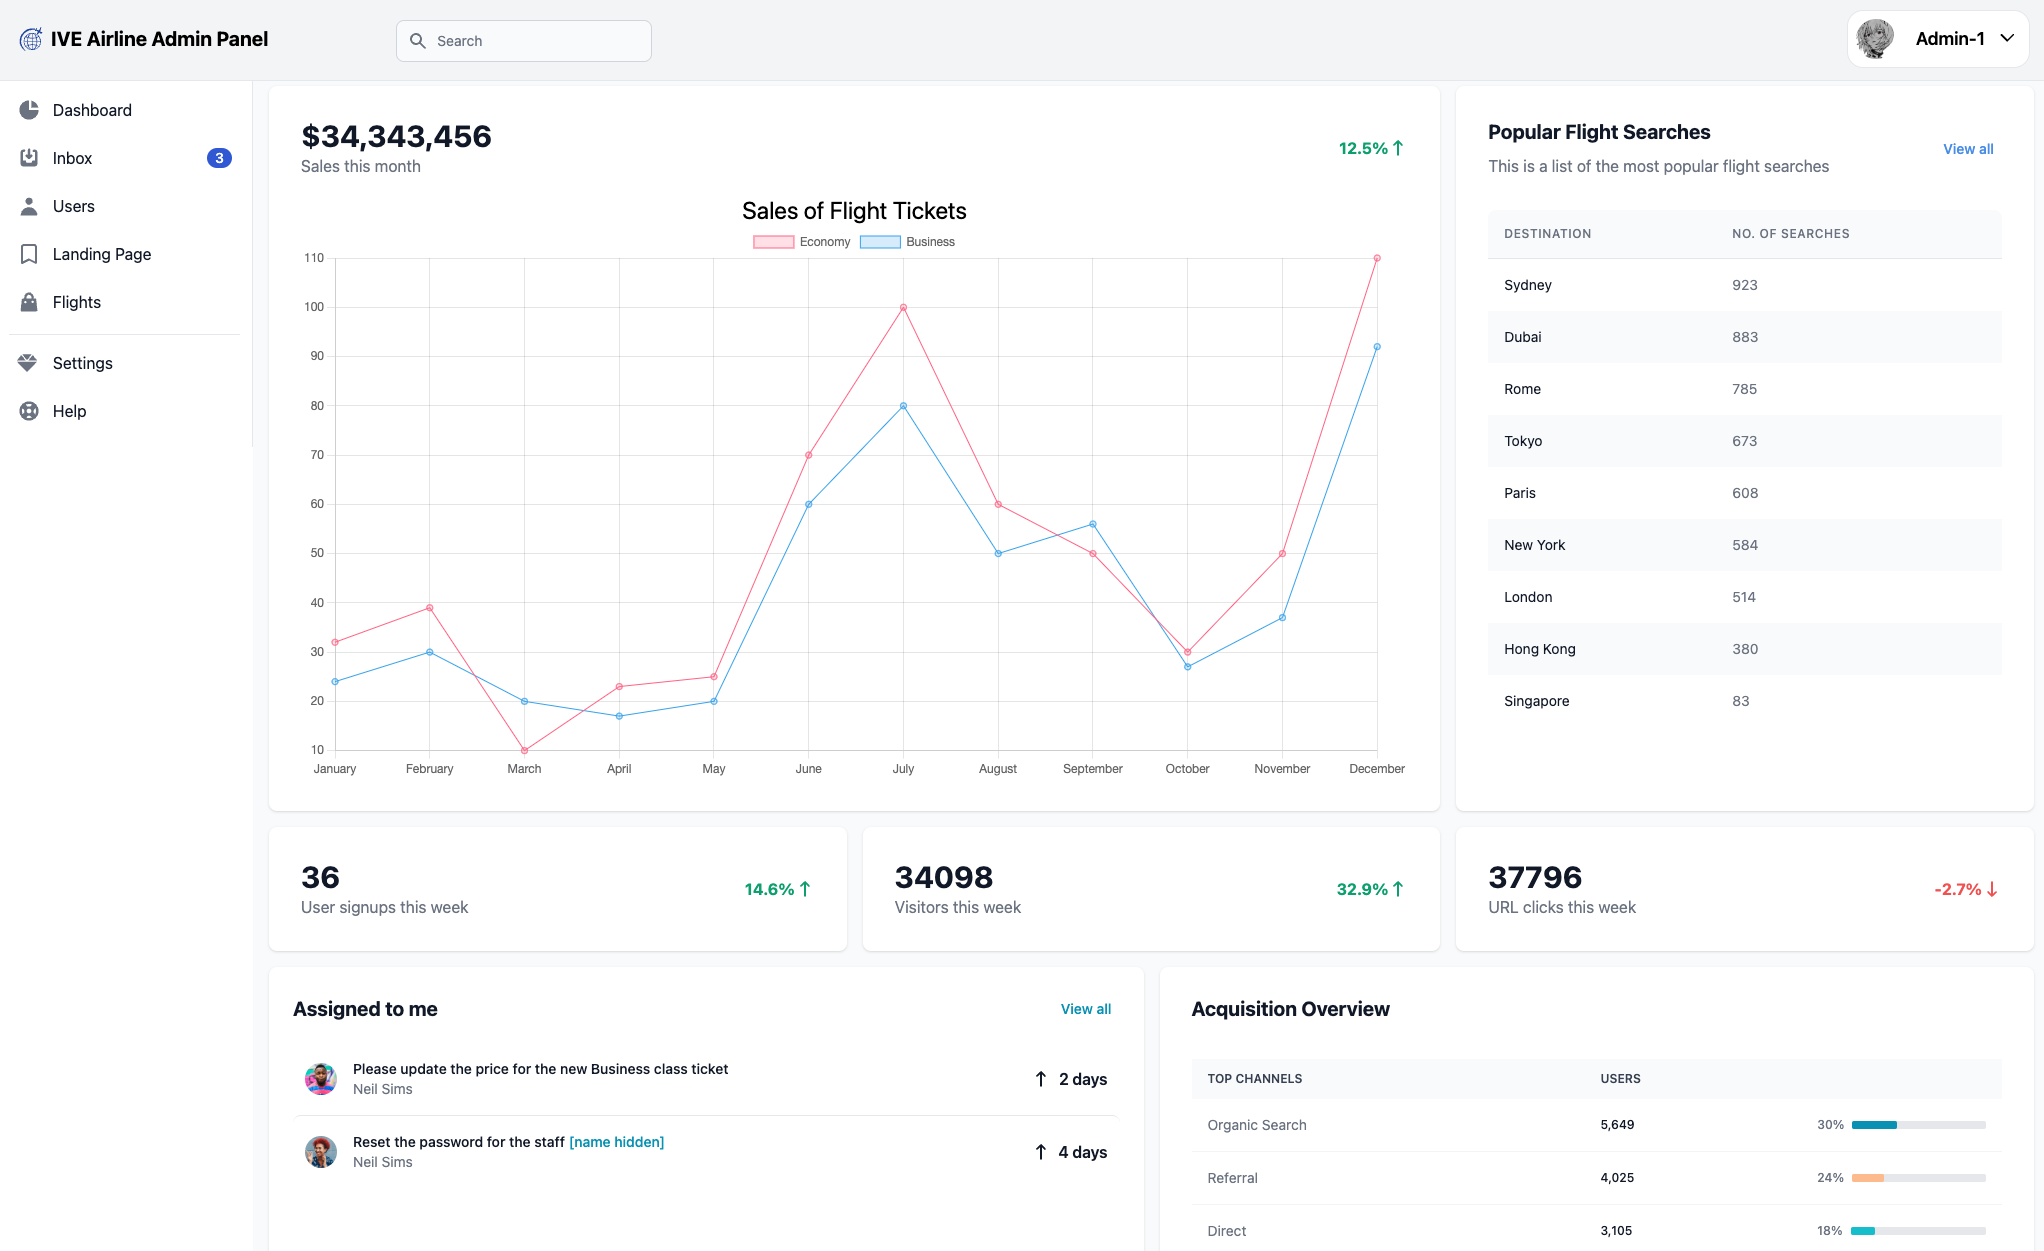 IVE Airline Admin Panel
Search
Admin-1
Dashboard
Inbox
3
Users
Landing Page
Flights
Settings
Help
$34,343,456
Sales this month
12.5%
Sales of Flight Tickets
Economy
Business
110
100
90
80
70
60
50
40
30
20
10
January
February
March
April
May
June
July
August
September
October
November
December
Popular Flight Searches
This is a list of the most popular flight searches
View all
DESTINATION NO. OF SEARCHES
Sydney 923
Dubai 883
Rome 785
Tokyo 673
Paris 608
New York 584
London 514
Hong Kong 380
Singapore 83
36
User signups this week
14.6%
34098
Visitors this week
32.9%
37796
URL clicks this week
-2.7%
Assigned to me
View all
Please update the price for the new Business class ticket
Neil Sims
2 days
Reset the password for the staff [name hidden]
Neil Sims
4 days
Acquisition Overview
TOP CHANNELS USERS
Organic Search 5,649 30%
Referral 4,025 24%
Direct 3,105 18%